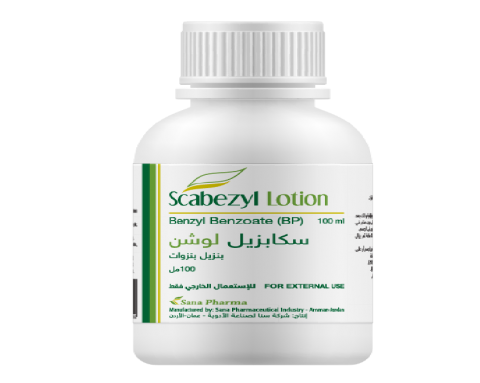 Scabezyl Lotion
Benzyl Benzoate (BP) 100 ml
سكابزيل لوشن
بنزيل بنزوات
100مل
للإستعمال الخارجي فقط FOR EXTERNAL USE
Sana Pharma
Manufactured by: Sana Pharmaceutical Industry - Amman-Jordan
إنتاج: شركة سنا لصناعة الأدوية - عمان-الأردن